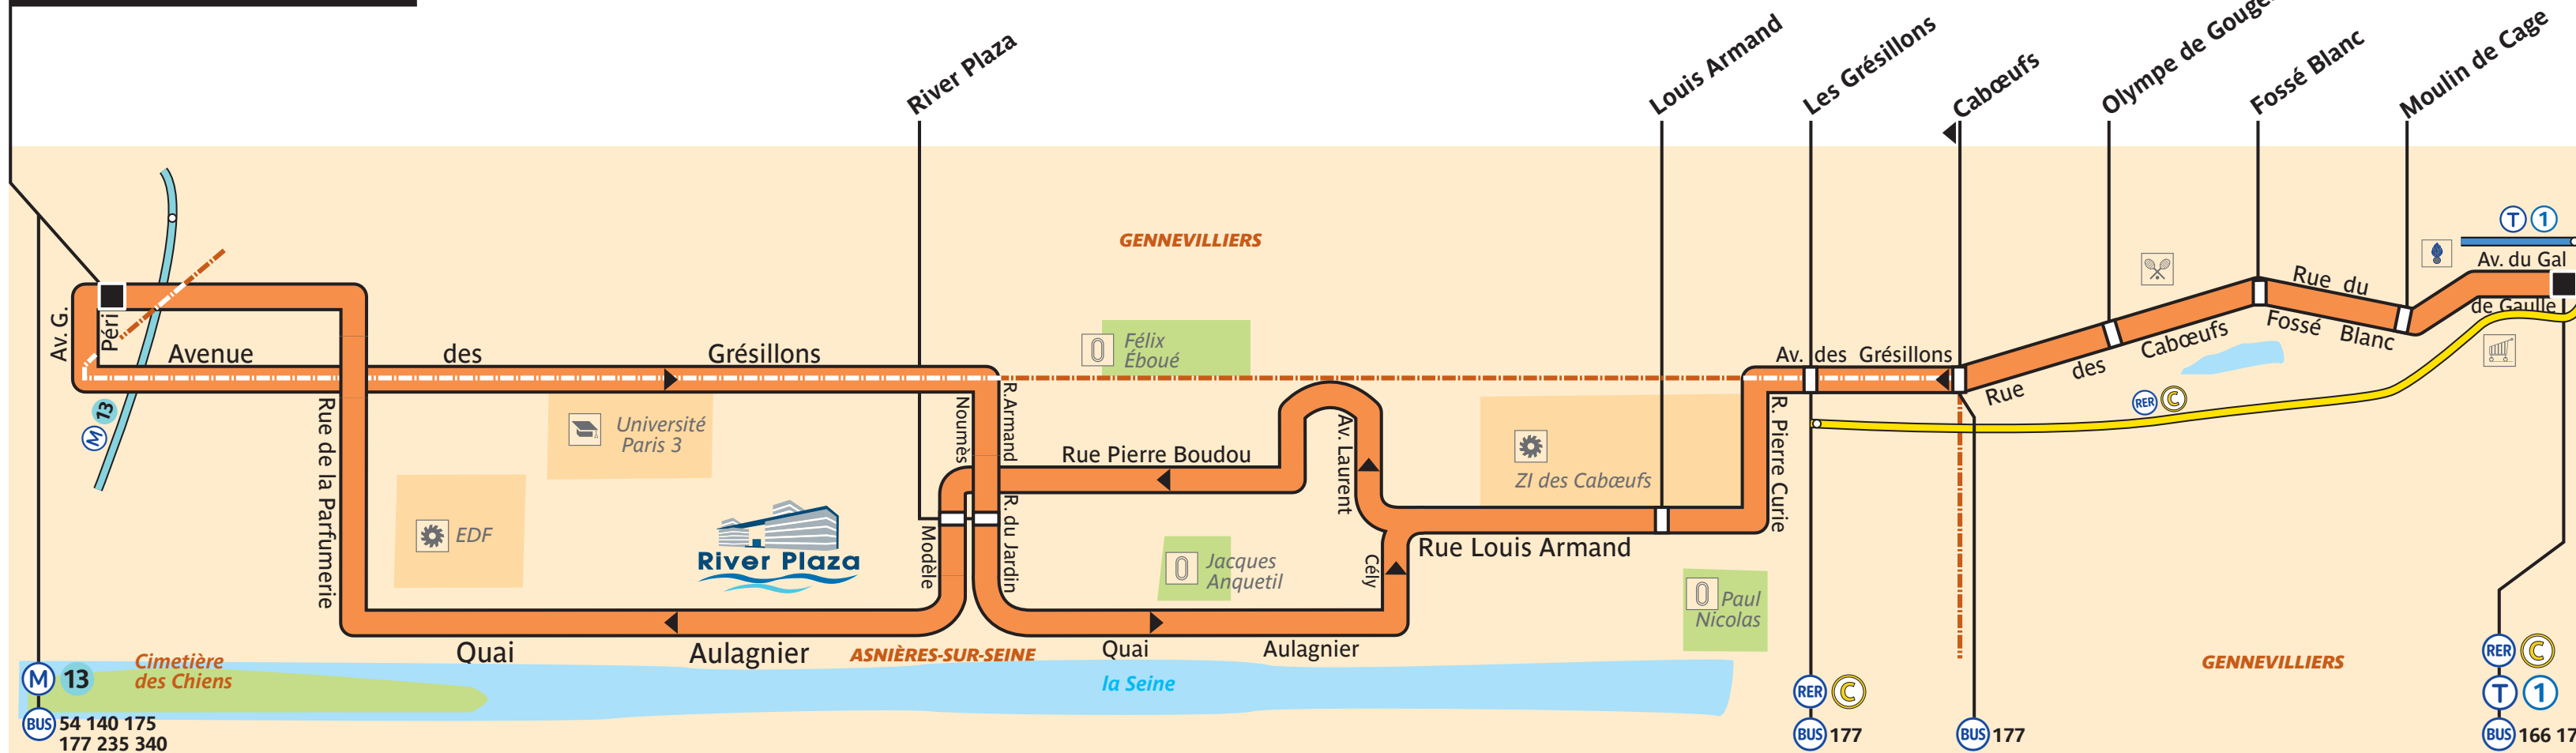 River Plaza
Louis Armand
Les Grésillons
Cabœufs
Olympe de
Fossé Blanc
Moulin de Cage
GENNEVILLIERS
T 1
Av. du Gal
de Gaulle
Rue du
Fossé Blanc
Rue des Cabœufs
RER C
Av. G.
Péri
Avenue des Grésillons
M 13
Félix
Éboué
Av. des Grésillons
Université
Paris 3
Rue de la Parfumerie
EDF
River Plaza
Noumès
Modèle
R. Armand
R. du Jardin
Rue Pierre Boudou
Av. Laurent
Cély
Jacques
Anquetil
ZI des Cabœufs
Rue Louis Armand
R. Pierre Curie
Paul
Nicolas
Quai Aulagnier
ASNIÈRES-SUR-SEINE
Quai Aulagnier
Cimetière
des Chiens
la Seine
GENNEVILLIERS
M 13
BUS 54 140 175
177 235 340
RER C
BUS 177
BUS 177
RER C
T 1
BUS 166